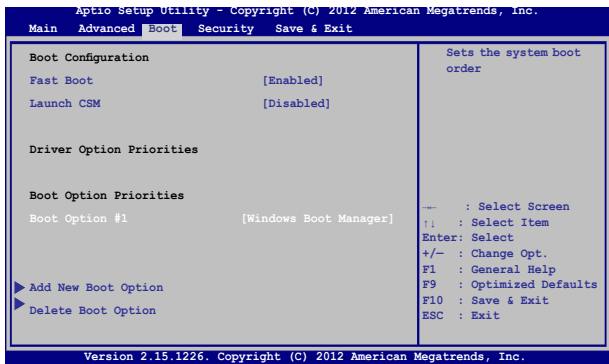 Aptio Setup Utility - Copyright (C) 2012 American Megatrends, Inc.
Main Advanced Boot Security Save & Exit
Boot Configuration
Fast Boot [Enabled]
Launch CSM [Disabled]
Driver Option Priorities
Boot Option Priorities
Boot Option #1 [Windows Boot Manager]
Add New Boot Option
Delete Boot Option
Sets the system boot
order
→← : Select Screen
↑↓ : Select Item
Enter: Select
+/— : Change Opt.
F1 : General Help
F9 : Optimized Defaults
F10 : Save & Exit
ESC : Exit
Version 2.15.1226. Copyright (C) 2012 American Megatrends, Inc.